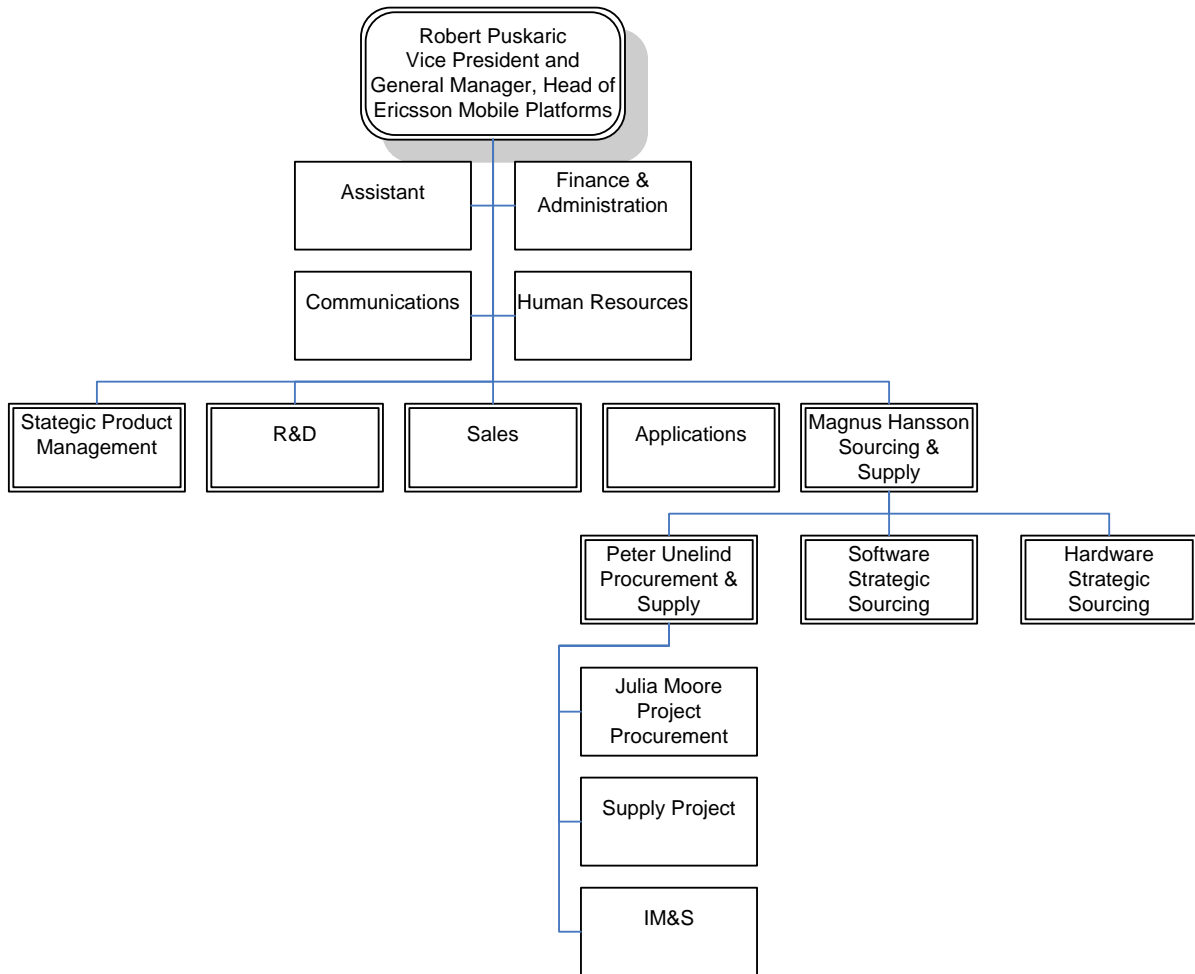 Robert Puskaric
Vice President and
General Manager, Head of
Ericsson Mobile Platforms
Assistant
Finance &
Administration
Communications
Human Resources
Stategic Product
Management
R&D
Sales
Applications
Magnus Hansson
Sourcing &
Supply
Peter Unelind
Procurement &
Supply
Software
Strategic
Sourcing
Hardware
Strategic
Sourcing
Julia Moore
Project
Procurement
Supply Project
IM&S